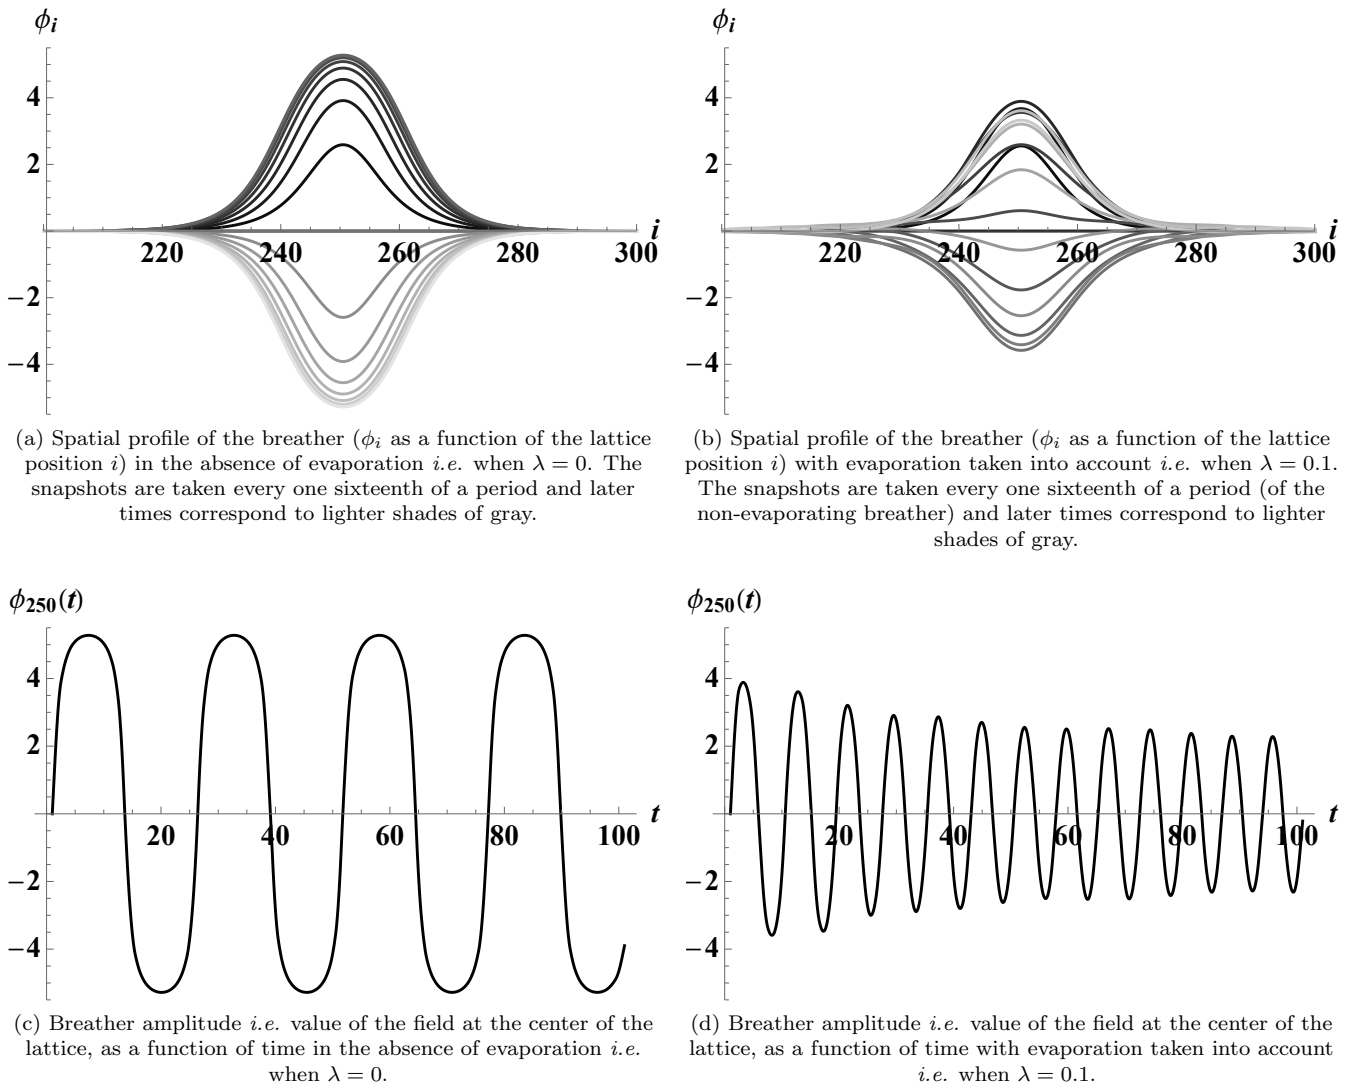 ϕᵢ
4
2
−2
−4
220 240 260 280 300 i
(a) Spatial profile of the breather (ϕᵢ as a function of the lattice
position i) in the absence of evaporation i.e. when λ = 0. The
snapshots are taken every one sixteenth of a period and later
times correspond to lighter shades of gray.
ϕᵢ
4
2
−2
−4
220 240 260 280 300 i
(b) Spatial profile of the breather (ϕᵢ as a function of the lattice
position i) with evaporation taken into account i.e. when λ = 0.1.
The snapshots are taken every one sixteenth of a period (of the
non-evaporating breather) and later times correspond to lighter
shades of gray.
ϕ₂₅₀(t)
4
2
−2
−4
20 40 60 80 100 t
(c) Breather amplitude i.e. value of the field at the center of the
lattice, as a function of time in the absence of evaporation i.e.
when λ = 0.
ϕ₂₅₀(t)
4
2
−2
−4
20 40 60 80 100 t
(d) Breather amplitude i.e. value of the field at the center of the
lattice, as a function of time with evaporation taken into account
i.e. when λ = 0.1.